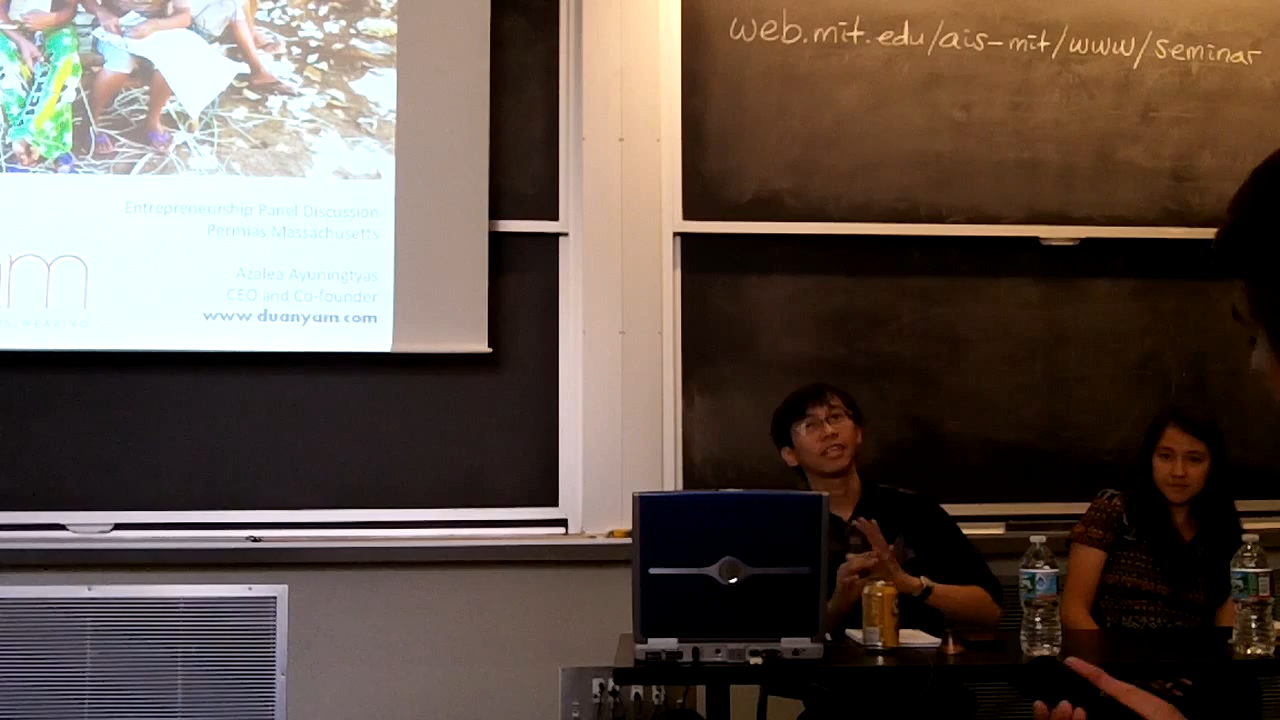 web.mit.edu/ais-mit/www/seminar
Entrepreneurship Panel Discussion
Permias Massachusetts
Azalea Ayuningtyas
CEO and Co-founder
www.duanyam.com